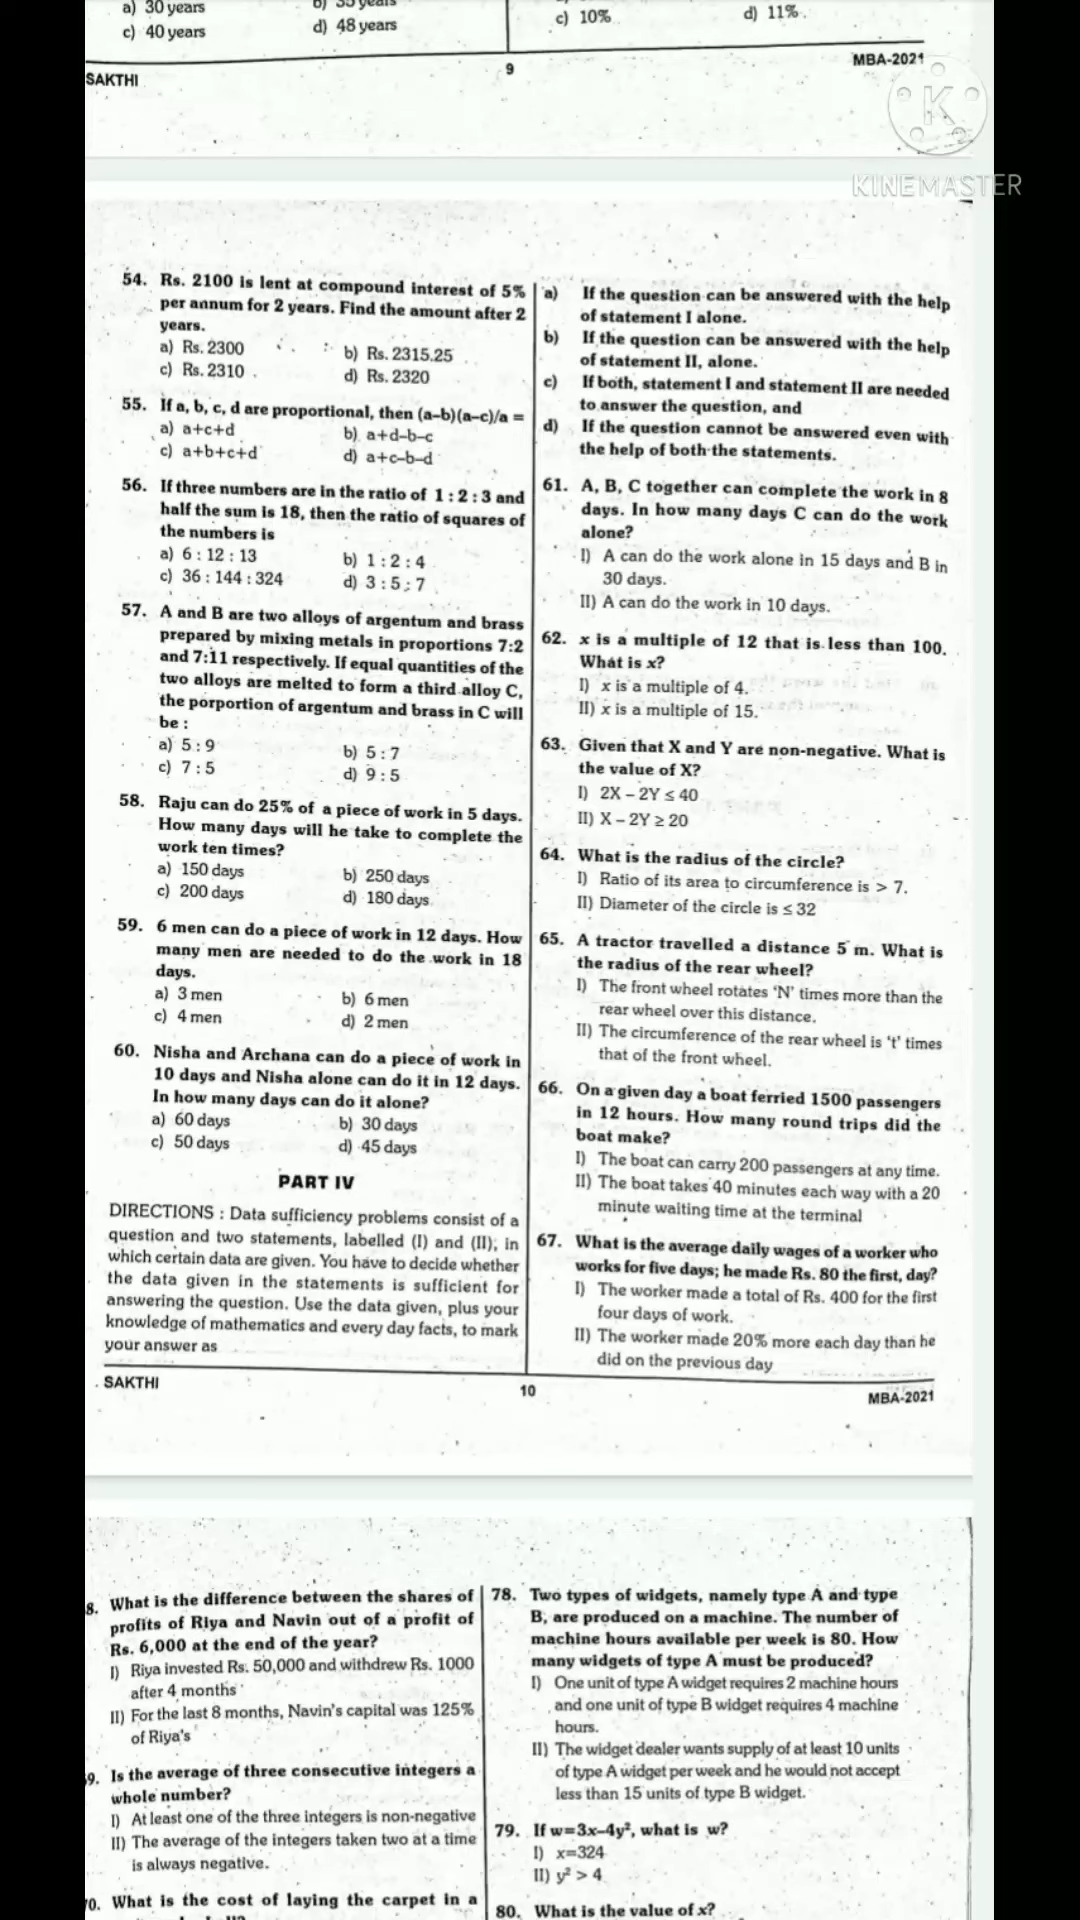 a) 30 years
b) 35 years
c) 40 years
d) 48 years
c) 10%
d) 11%
SAKTHI
9
MBA-2021
K
KINEMASTER
54. Rs. 2100 is lent at compound interest of 5%
per annum for 2 years. Find the amount after 2
years.
a) Rs. 2300
b) Rs. 2315.25
c) Rs. 2310
d) Rs. 2320
55. If a, b, c, d are proportional, then (a–b)(a–c)/a =
a) a+c+d
b) a+d–b–c
c) a+b+c+d
d) a+c–b–d
56. If three numbers are in the ratio of 1 : 2 : 3 and
half the sum is 18, then the ratio of squares of
the numbers is
a) 6 : 12 : 13
b) 1 : 2 : 4
c) 36 : 144 : 324
d) 3 : 5 : 7
57. A and B are two alloys of argentum and brass
prepared by mixing metals in proportions 7:2
and 7:11 respectively. If equal quantities of the
two alloys are melted to form a third alloy C,
the porportion of argentum and brass in C will
be :
a) 5 : 9
b) 5 : 7
c) 7 : 5
d) 9 : 5
58. Raju can do 25% of a piece of work in 5 days.
How many days will he take to complete the
work ten times?
a) 150 days
b) 250 days
c) 200 days
d) 180 days
59. 6 men can do a piece of work in 12 days. How
many men are needed to do the work in 18
days.
a) 3 men
b) 6 men
c) 4 men
d) 2 men
60. Nisha and Archana can do a piece of work in
10 days and Nisha alone can do it in 12 days.
In how many days can do it alone?
a) 60 days
b) 30 days
c) 50 days
d) 45 days
PART IV
DIRECTIONS : Data sufficiency problems consist of a
question and two statements, labelled (I) and (II), in
which certain data are given. You have to decide whether
the data given in the statements is sufficient for
answering the question. Use the data given, plus your
knowledge of mathematics and every day facts, to mark
your answer as
a) If the question can be answered with the help
of statement I alone.
b) If the question can be answered with the help
of statement II, alone.
c) If both, statement I and statement II are needed
to answer the question, and
d) If the question cannot be answered even with
the help of both the statements.
61. A, B, C together can complete the work in 8
days. In how many days C can do the work
alone?
I) A can do the work alone in 15 days and B in
30 days.
II) A can do the work in 10 days.
62. x is a multiple of 12 that is less than 100.
What is x?
I) x is a multiple of 4.
II) x is a multiple of 15.
63. Given that X and Y are non-negative. What is
the value of X?
I) 2X – 2Y ≤ 40
II) X – 2Y ≥ 20
64. What is the radius of the circle?
I) Ratio of its area to circumference is > 7.
II) Diameter of the circle is ≤ 32
65. A tractor travelled a distance 5 m. What is
the radius of the rear wheel?
I) The front wheel rotates 'N' times more than the
rear wheel over this distance.
II) The circumference of the rear wheel is 't' times
that of the front wheel.
66. On a given day a boat ferried 1500 passengers
in 12 hours. How many round trips did the
boat make?
I) The boat can carry 200 passengers at any time.
II) The boat takes 40 minutes each way with a 20
minute waiting time at the terminal
67. What is the average daily wages of a worker who
works for five days; he made Rs. 80 the first, day?
I) The worker made a total of Rs. 400 for the first
four days of work.
II) The worker made 20% more each day than he
did on the previous day
SAKTHI
10
MBA-2021
8. What is the difference between the shares of
profits of Riya and Navin out of a profit of
Rs. 6,000 at the end of the year?
I) Riya invested Rs. 50,000 and withdrew Rs. 1000
after 4 months
II) For the last 8 months, Navin's capital was 125%
of Riya's
9. Is the average of three consecutive integers a
whole number?
I) At least one of the three integers is non-negative
II) The average of the integers taken two at a time
is always negative.
70. What is the cost of laying the carpet in a
78. Two types of widgets, namely type A and type
B, are produced on a machine. The number of
machine hours available per week is 80. How
many widgets of type A must be produced?
I) One unit of type A widget requires 2 machine hours
and one unit of type B widget requires 4 machine
hours.
II) The widget dealer wants supply of at least 10 units
of type A widget per week and he would not accept
less than 15 units of type B widget.
79. If w=3x–4y², what is w?
I) x=324
II) y² > 4
80. What is the value of x?